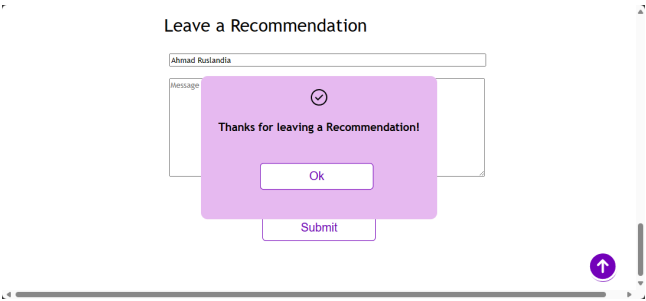 Leave a Recommendation
Ahmad Ruslandia
Message
Thanks for leaving a Recommendation!
Ok
Submit